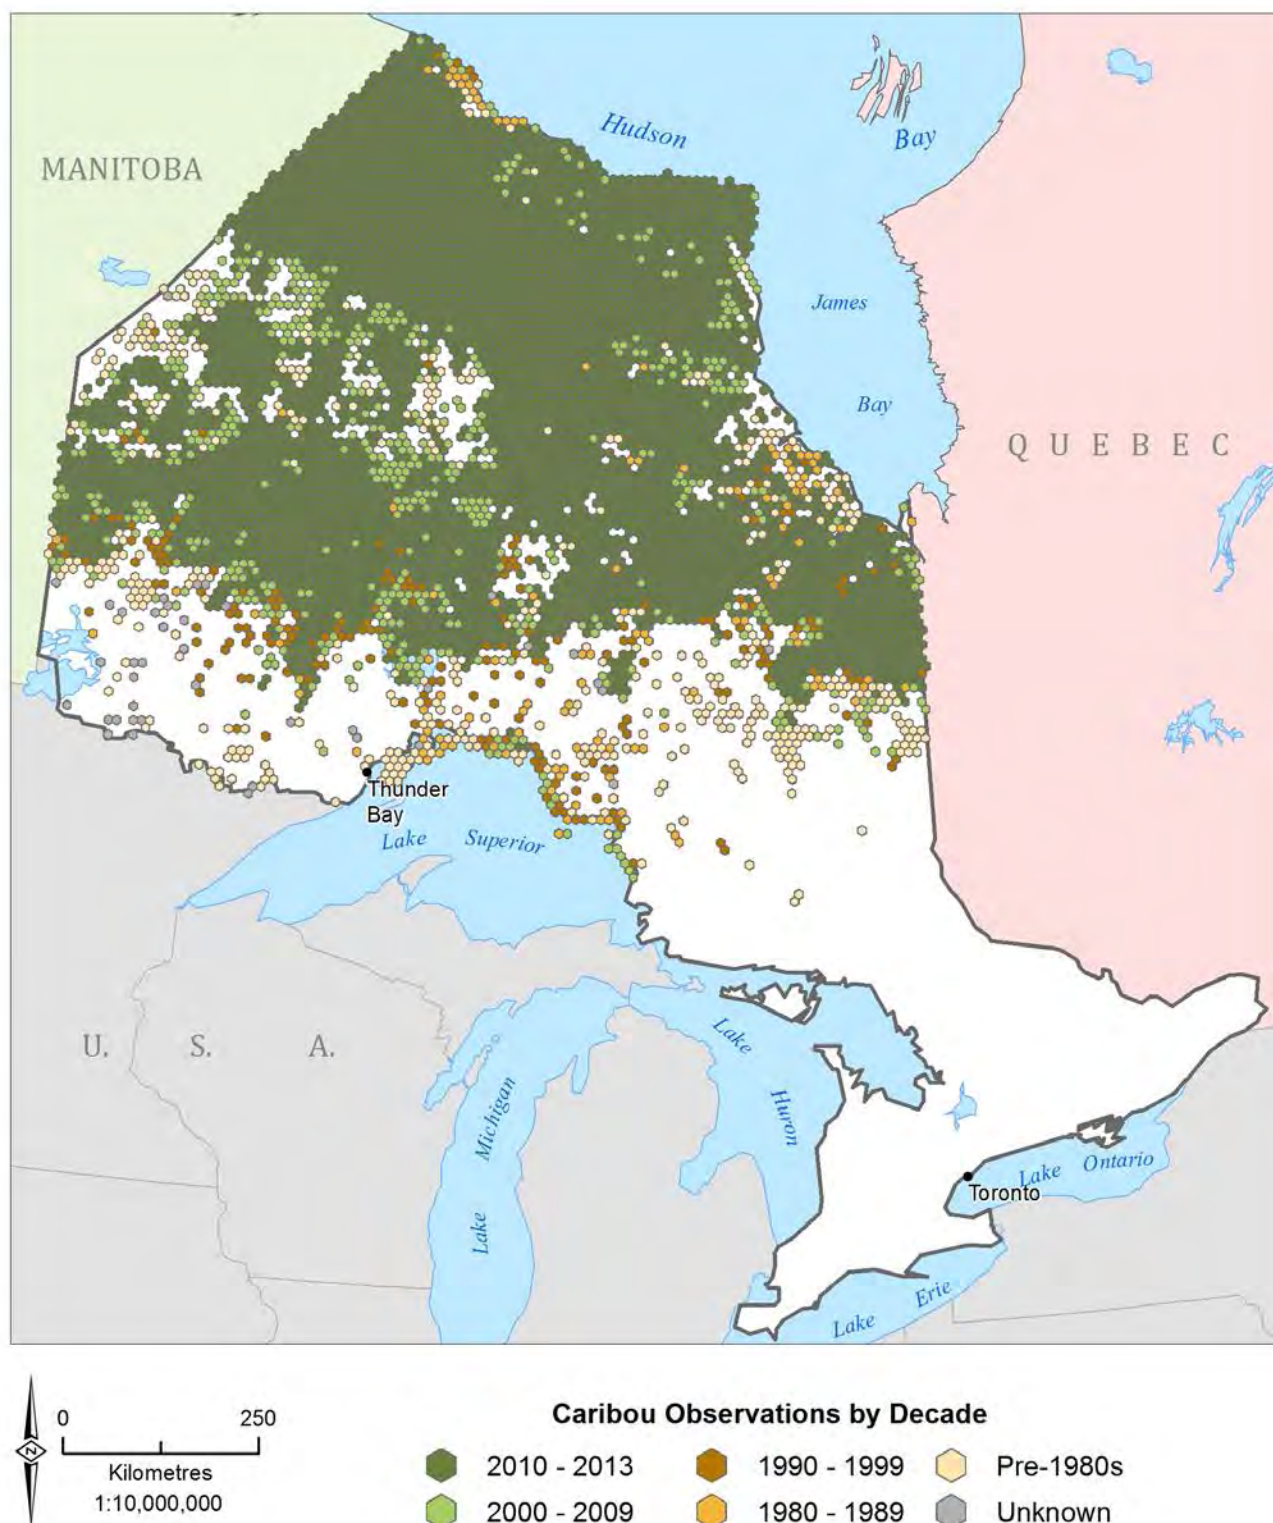 Hudson
Bay
MANITOBA
James
Bay
QUEBEC
Thunder
Bay
Lake Superior
U. S. A.
Lake
Huron
Lake Michigan
Lake Ontario
Toronto
Lake Erie
0 250
Kilometres
1:10,000,000
N
Caribou Observations by Decade
2010 - 2013
1990 - 1999
Pre-1980s
2000 - 2009
1980 - 1989
Unknown